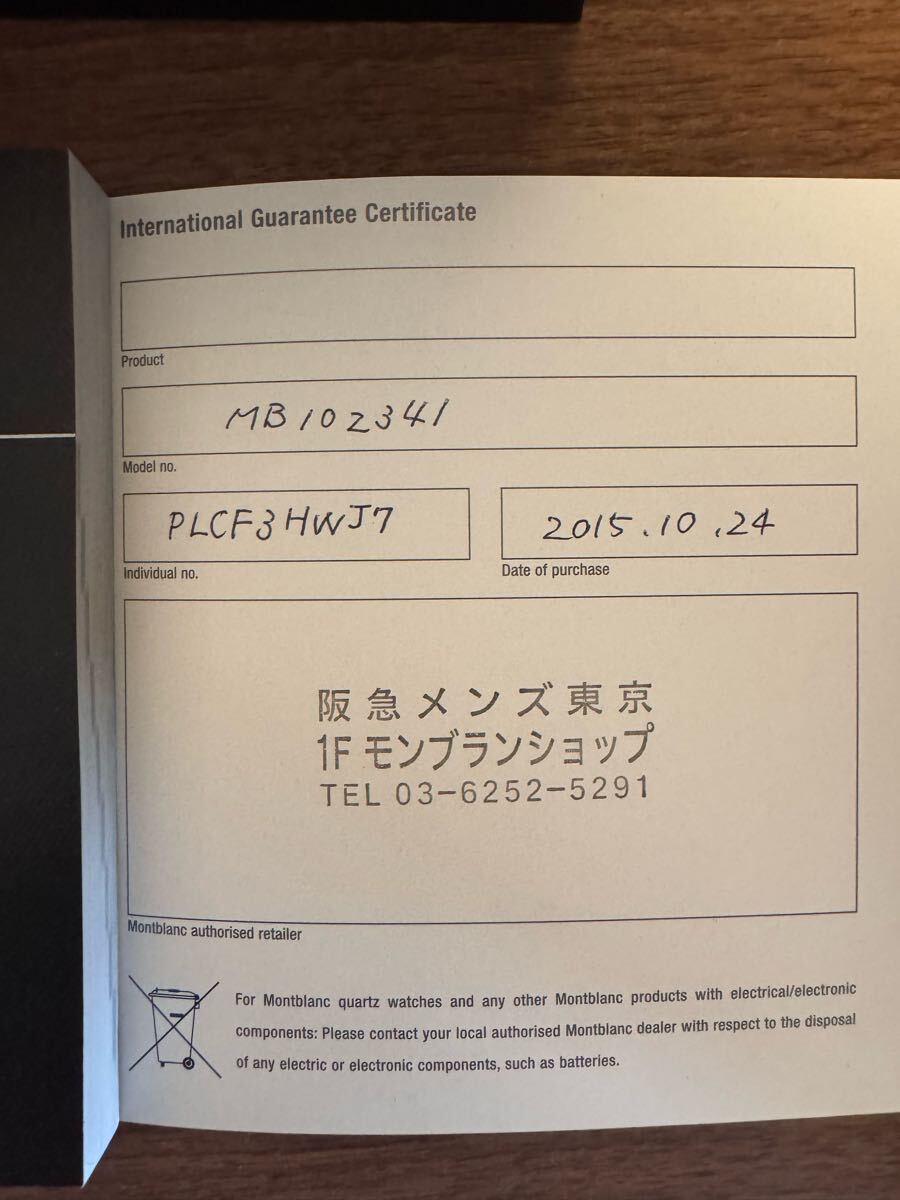 International Guarantee Certificate
Product
MB102341
Model no.
PLCF3HWJ7
Individual no.
2015.10.24
Date of purchase
阪急メンズ東京
1Fモンブランショップ
TEL 03-6252-5291
Montblanc authorised retailer
For Montblanc quartz watches and any other Montblanc products with electrical/electronic
components: Please contact your local authorised Montblanc dealer with respect to the disposal
of any electric or electronic components, such as batteries.